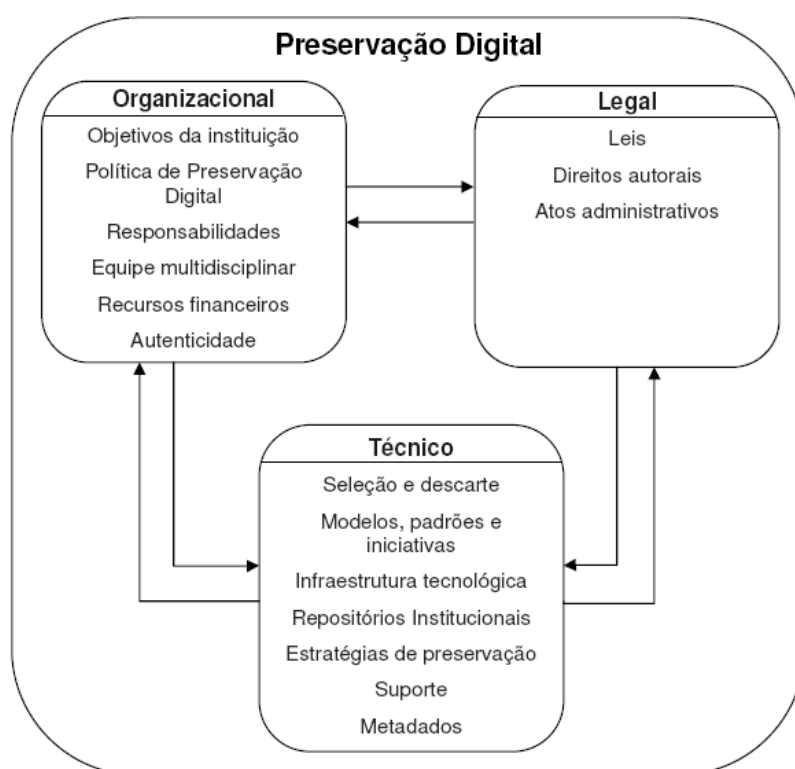 Preservação Digital
Organizacional
Objetivos da instituição
Política de Preservação
Digital
Responsabilidades
Equipe multidisciplinar
Recursos financeiros
Autenticidade
Legal
Leis
Direitos autorais
Atos administrativos
Técnico
Seleção e descarte
Modelos, padrões e
iniciativas
Infraestrutura tecnológica
Repositórios Institucionais
Estratégias de preservação
Suporte
Metadados